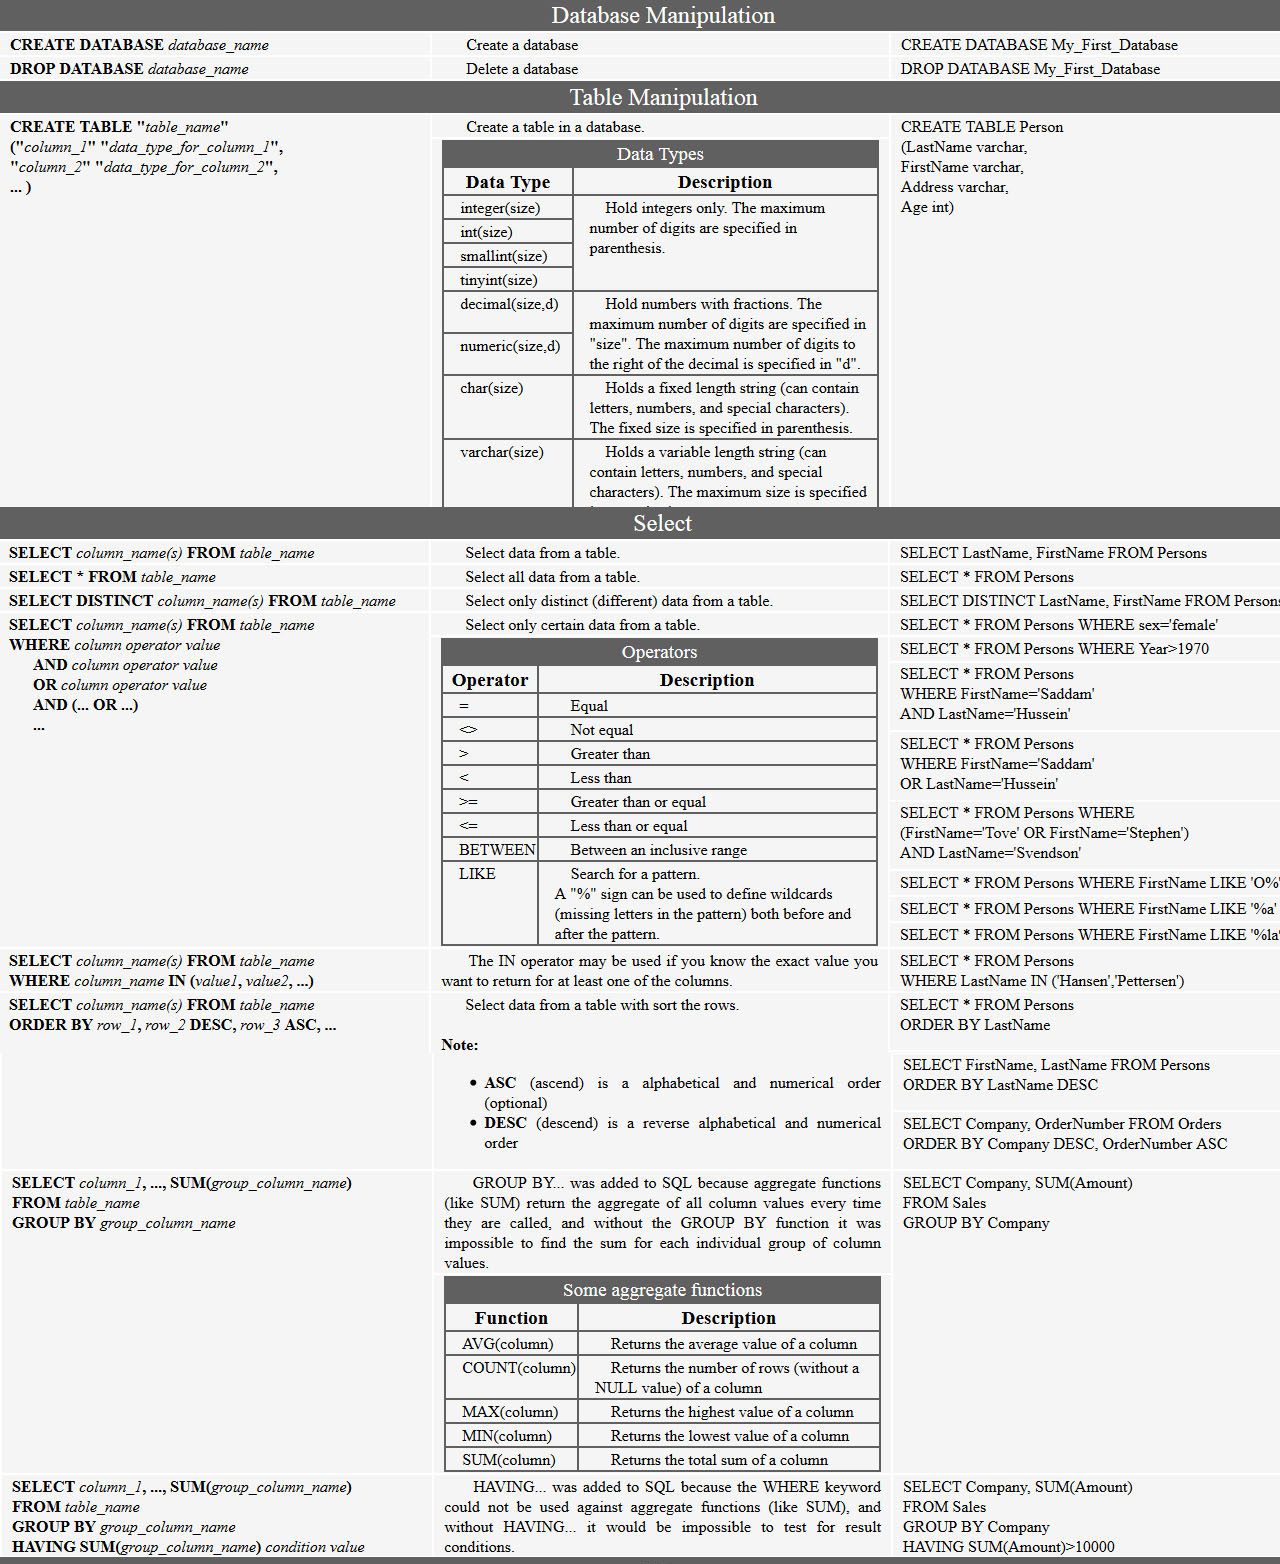 Database Manipulation
CREATE DATABASE database_name
Create a database
CREATE DATABASE My_First_Database
DROP DATABASE database_name
Delete a database
DROP DATABASE My_First_Database
Table Manipulation
CREATE TABLE "table_name"
("column_1" "data_type_for_column_1",
"column_2" "data_type_for_column_2",
... )
Create a table in a database.
Data Types
Data Type Description
integer(size)
int(size)
smallint(size)
tinyint(size)
Hold integers only. The maximum
number of digits are specified in
parenthesis.
decimal(size,d)
numeric(size,d)
Hold numbers with fractions. The
maximum number of digits are specified in
"size". The maximum number of digits to
the right of the decimal is specified in "d".
char(size)
Holds a fixed length string (can contain
letters, numbers, and special characters).
The fixed size is specified in parenthesis.
varchar(size)
Holds a variable length string (can
contain letters, numbers, and special
characters). The maximum size is specified
CREATE TABLE Person
(LastName varchar,
FirstName varchar,
Address varchar,
Age int)
Select
SELECT column_name(s) FROM table_name
Select data from a table.
SELECT LastName, FirstName FROM Persons
SELECT * FROM table_name
Select all data from a table.
SELECT * FROM Persons
SELECT DISTINCT column_name(s) FROM table_name
Select only distinct (different) data from a table.
SELECT DISTINCT LastName, FirstName FROM Persons
SELECT column_name(s) FROM table_name
WHERE column operator value
AND column operator value
OR column operator value
AND (... OR ...)
...
Select only certain data from a table.
Operators
Operator Description
= Equal
<> Not equal
> Greater than
< Less than
>= Greater than or equal
<= Less than or equal
BETWEEN Between an inclusive range
LIKE Search for a pattern.
A "%" sign can be used to define wildcards
(missing letters in the pattern) both before and
after the pattern.
SELECT * FROM Persons WHERE sex='female'
SELECT * FROM Persons WHERE Year>1970
SELECT * FROM Persons
WHERE FirstName='Saddam'
AND LastName='Hussein'
SELECT * FROM Persons
WHERE FirstName='Saddam'
OR LastName='Hussein'
SELECT * FROM Persons WHERE
(FirstName='Tove' OR FirstName='Stephen')
AND LastName='Svendson'
SELECT * FROM Persons WHERE FirstName LIKE 'O%'
SELECT * FROM Persons WHERE FirstName LIKE '%a'
SELECT * FROM Persons WHERE FirstName LIKE '%la%
SELECT column_name(s) FROM table_name
WHERE column_name IN (value1, value2, ...)
The IN operator may be used if you know the exact value you
want to return for at least one of the columns.
SELECT * FROM Persons
WHERE LastName IN ('Hansen','Pettersen')
SELECT column_name(s) FROM table_name
ORDER BY row_1, row_2 DESC, row_3 ASC, ...
Select data from a table with sort the rows.
Note:
• ASC (ascend) is a alphabetical and numerical order
(optional)
• DESC (descend) is a reverse alphabetical and numerical
order
SELECT * FROM Persons
ORDER BY LastName
SELECT FirstName, LastName FROM Persons
ORDER BY LastName DESC
SELECT Company, OrderNumber FROM Orders
ORDER BY Company DESC, OrderNumber ASC
SELECT column_1, ..., SUM(group_column_name)
FROM table_name
GROUP BY group_column_name
GROUP BY... was added to SQL because aggregate functions
(like SUM) return the aggregate of all column values every time
they are called, and without the GROUP BY function it was
impossible to find the sum for each individual group of column
values.
Some aggregate functions
Function Description
AVG(column) Returns the average value of a column
COUNT(column) Returns the number of rows (without a
NULL value) of a column
MAX(column) Returns the highest value of a column
MIN(column) Returns the lowest value of a column
SUM(column) Returns the total sum of a column
SELECT Company, SUM(Amount)
FROM Sales
GROUP BY Company
SELECT column_1, ..., SUM(group_column_name)
FROM table_name
GROUP BY group_column_name
HAVING SUM(group_column_name) condition value
HAVING... was added to SQL because the WHERE keyword
could not be used against aggregate functions (like SUM), and
without HAVING... it would be impossible to test for result
conditions.
SELECT Company, SUM(Amount)
FROM Sales
GROUP BY Company
HAVING SUM(Amount)>10000